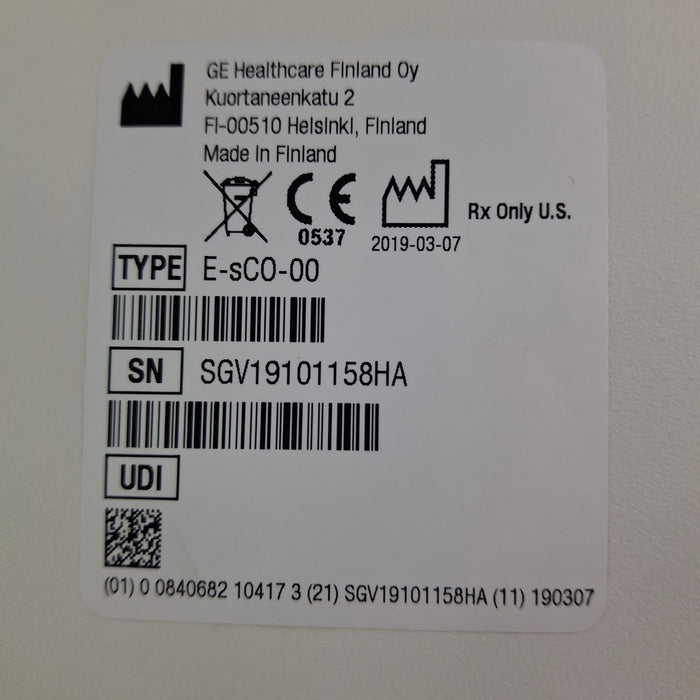 GE Healthcare Finland Oy
Kuortaneenkatu 2
FI-00510 Helsinki, Finland
Made in Finland
CE
0537
2019-03-07
Rx Only U.S.
TYPE E-sCO-00
SN SGV19101158HA
UDI
(01) 0 0840682 10417 3 (21) SGV19101158HA (11) 190307